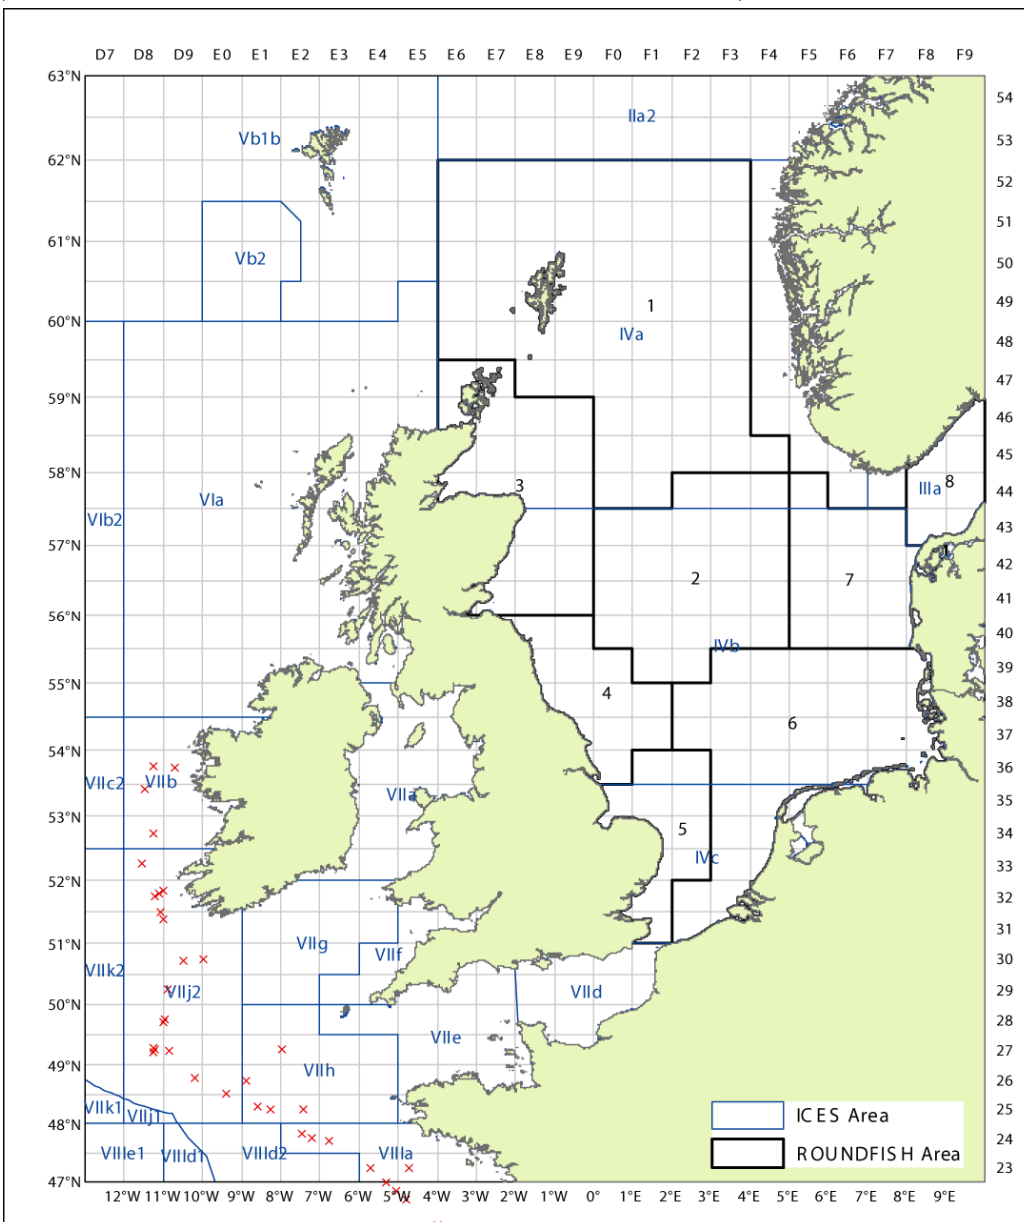 D7 D8 D9 E0 E1 E2 E3 E4 E5 E6 E7 E8 E9 F0 F1 F2 F3 F4 F5 F6 F7 F8 F9
63°N
54
IIa2
Vb1b
53
62°N
52
51
61°N
Vb2
50
49
1
60°N
IVa
48
47
59°N
46
45
58°N
3
IIIa
8
44
VIa
VIb2
43
57°N
1
42
2
7
41
56°N
40
IVb
39
55°N
4
38
6
37
54°N
36
VIIc2
VIIb
VIIa
35
53°N
5
34
IVc
33
52°N
32
31
51°N
VIIg
VIIf
30
VIIk2
VIIj2
VIId
29
50°N
28
VIIe
27
49°N
VIIh
26
VIIk1
VIIj1
ICES Area
25
48°N
24
VIIIe1
VIIId1
VIIId2
VIIIa
ROUNDFISH Area
23
47°N
12°W 11°W 10°W 9°W 8°W 7°W 6°W 5°W 4°W 3°W 2°W 1°W 0° 1°E 2°E 3°E 4°E 5°E 6°E 7°E 8°E 9°E